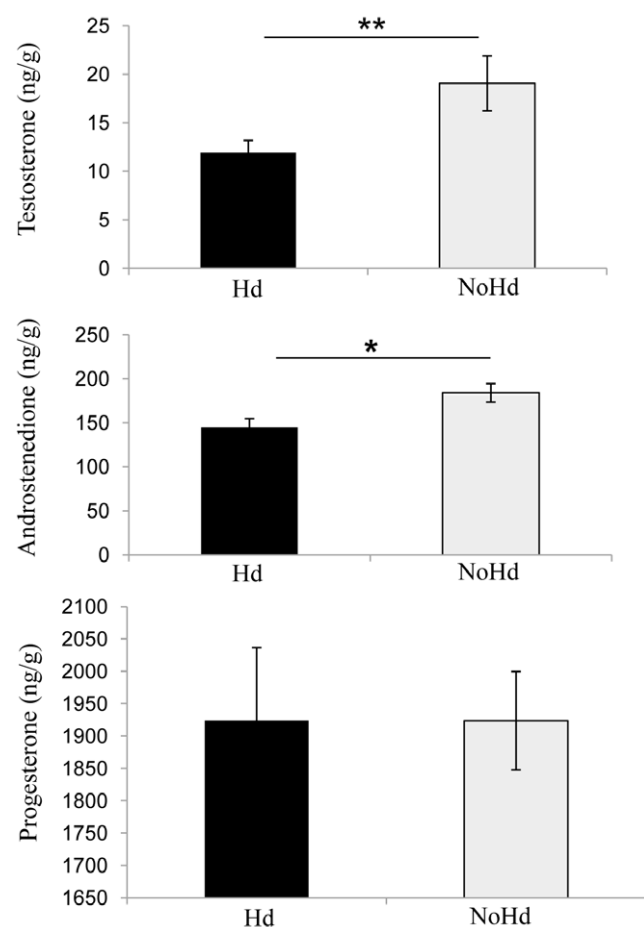 Testosterone (ng/g)
25
20
15
10
5
0
**
Hd
NoHd
Androstenedione (ng/g)
250
200
150
100
50
0
*
Hd
NoHd
Progesterone (ng/g)
2100
2050
2000
1950
1900
1850
1800
1750
1700
1650
Hd
NoHd